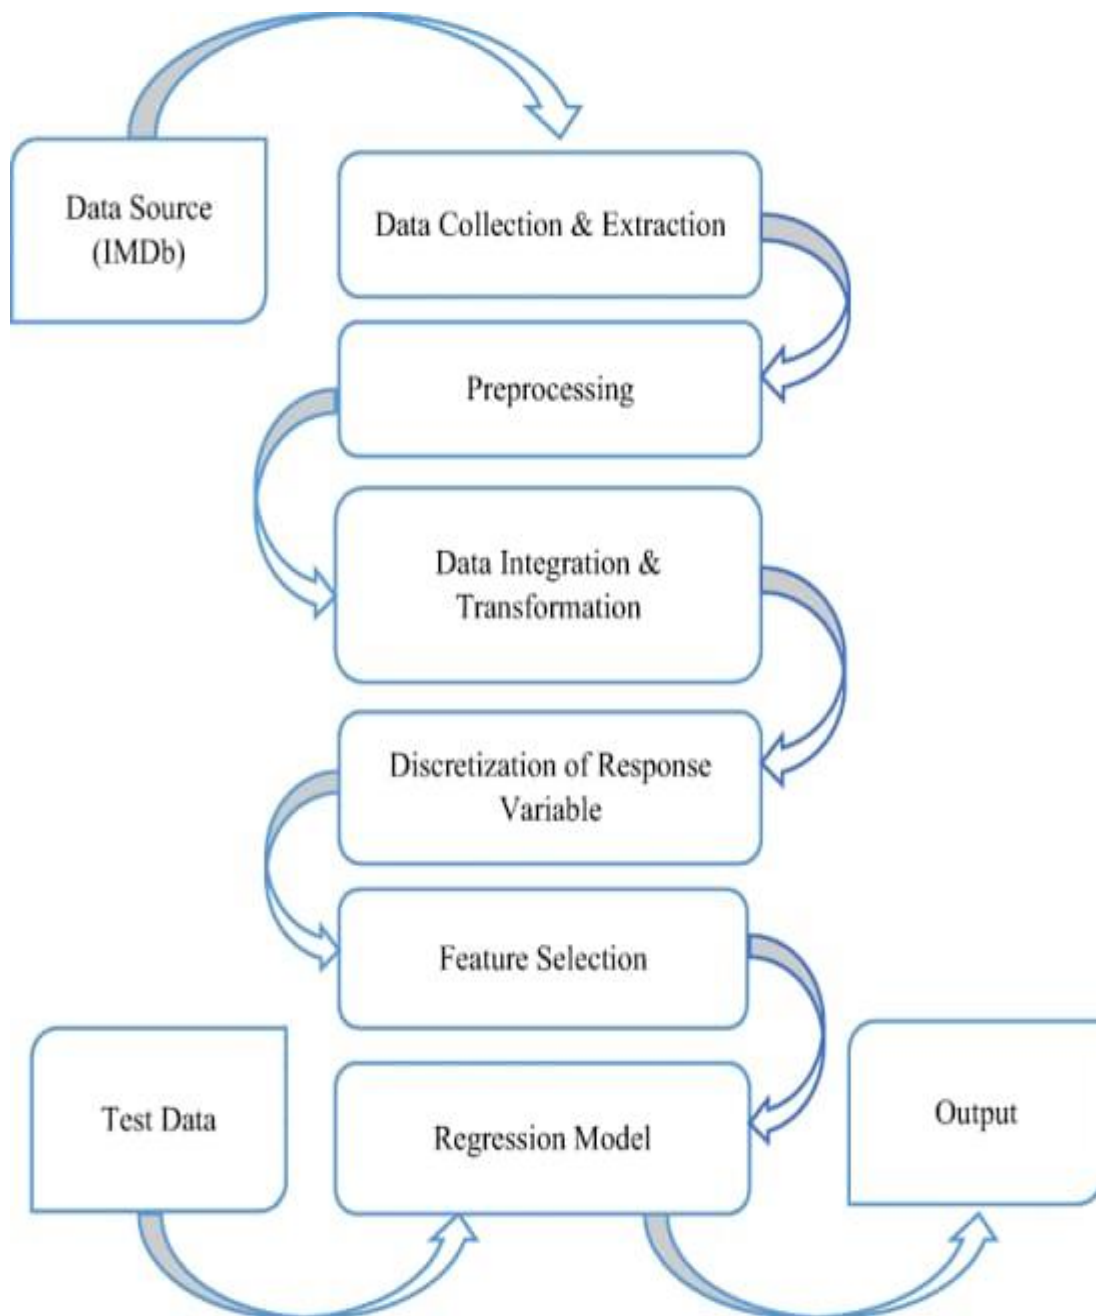 Data Source
(IMDb)
Data Collection & Extraction
Preprocessing
Data Integration &
Transformation
Discretization of Response
Variable
Feature Selection
Test Data
Regression Model
Output